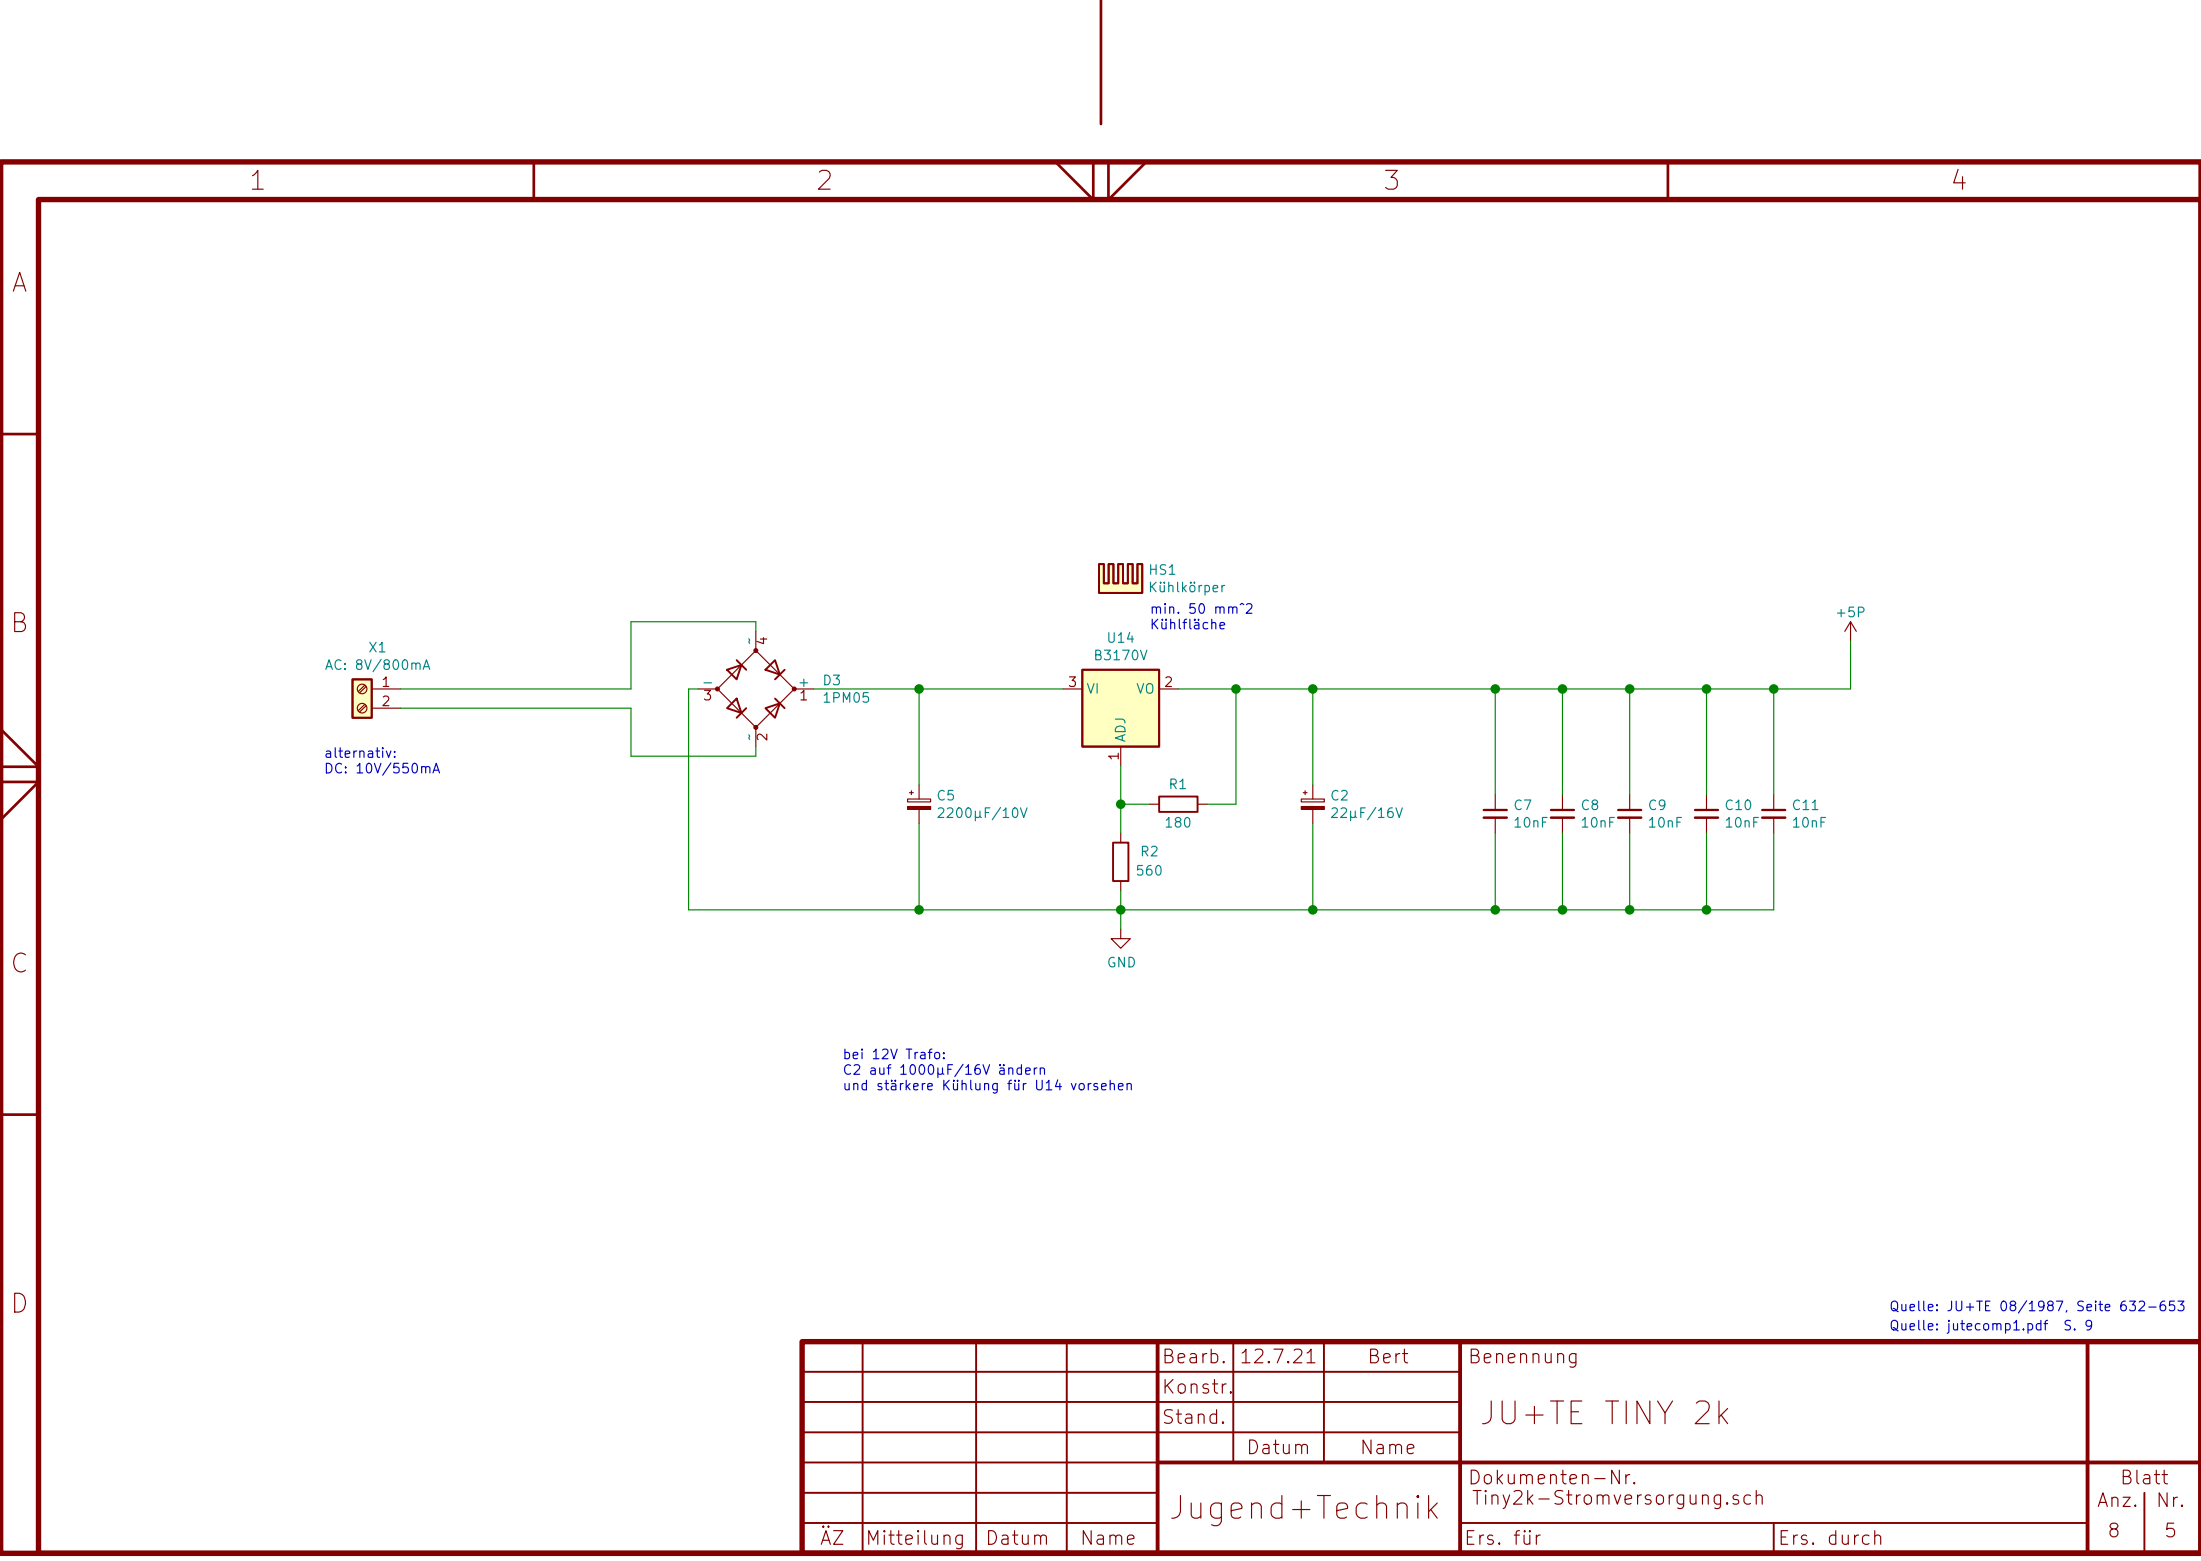 1 2 3 4
A
B
C
D
HS1
Kühlkörper
min. 50 mm^2
Kühlfläche
+5P
X1
AC: 8V/800mA
1
2
alternativ:
DC: 10V/550mA
~ 4
- 3
+ 1
~ 2
D3
1PM05
U14
B3170V
3 VI VO 2
ADJ
1
R1
180
R2
560
C5
2200µF/10V
C2
22µF/16V
C7
10nF
C8
10nF
C9
10nF
C10
10nF
C11
10nF
GND
bei 12V Trafo:
C2 auf 1000µF/16V ändern
und stärkere Kühlung für U14 vorsehen
Quelle: JU+TE 08/1987, Seite 632-653
Quelle: jutecomp1.pdf S. 9
Bearb. 12.7.21 Bert
Konstr.
Stand.
Datum Name
Benennung
JU+TE TINY 2k
Jugend+Technik
Dokumenten-Nr.
Tiny2k-Stromversorgung.sch
Blatt
Anz. Nr.
8 5
ÄZ Mitteilung Datum Name
Ers. für
Ers. durch